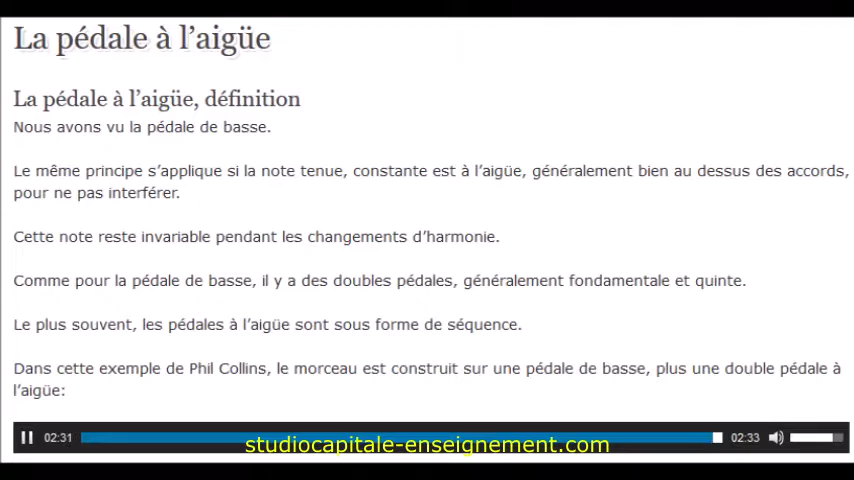 La pédale à l’aigüe
La pédale à l’aigüe, définition
Nous avons vu la pédale de basse.
Le même principe s’applique si la note tenue, constante est à l’aigüe, généralement bien au dessus des accords,
pour ne pas interférer.
Cette note reste invariable pendant les changements d’harmonie.
Comme pour la pédale de basse, il y a des doubles pédales, généralement fondamentale et quinte.
Le plus souvent, les pédales à l’aigüe sont sous forme de séquence.
Dans cette exemple de Phil Collins, le morceau est construit sur une pédale de basse, plus une double pédale à
l’aigüe:
02:31 02:33
studiocapitale-enseignement.com